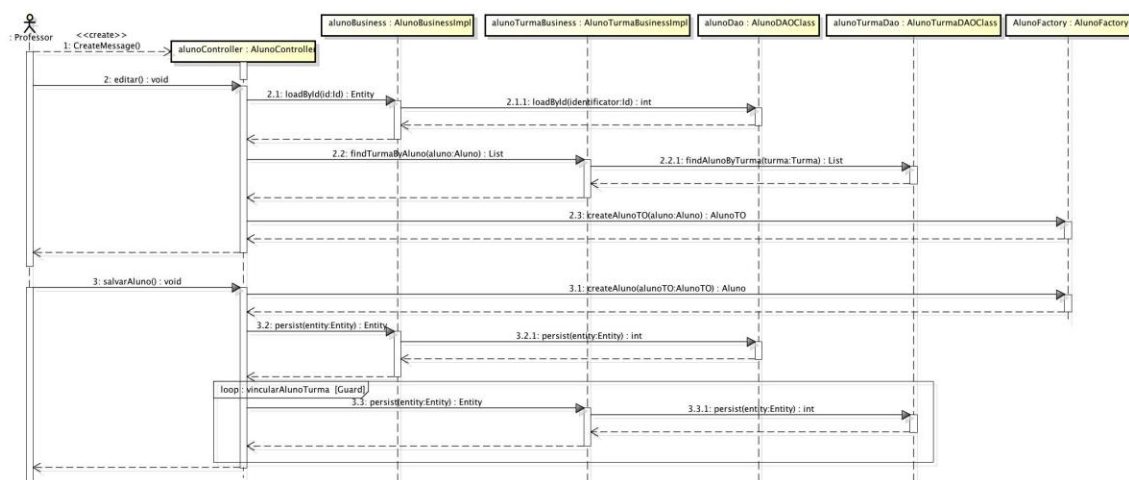 : Professor
<<create>>
1: CreateMessage()
alunoController : AlunoController
alunoBusiness : AlunoBusinessImpl
alunoTurmaBusiness : AlunoTurmaBusinessImpl
alunoDao : AlunoDAOClass
alunoTurmaDao : AlunoTurmaDAOClass
AlunoFactory : AlunoFactory
2: editar() : void
2.1: loadById(id:Id) : Entity
2.1.1: loadById(identificator:Id) : int
2.2: findTurmaByAluno(aluno:Aluno) : List
2.2.1: findAlunoByTurma(turma:Turma) : List
2.3: createAlunoTO(aluno:Aluno) : AlunoTO
3: salvarAluno() : void
3.1: createAluno(alunoTO:AlunoTO) : Aluno
3.2: persist(entity:Entity) : Entity
3.2.1: persist(entity:Entity) : int
loop : vincularAlunoTurma [Guard]
3.3: persist(entity:Entity) : Entity
3.3.1: persist(entity:Entity) : int